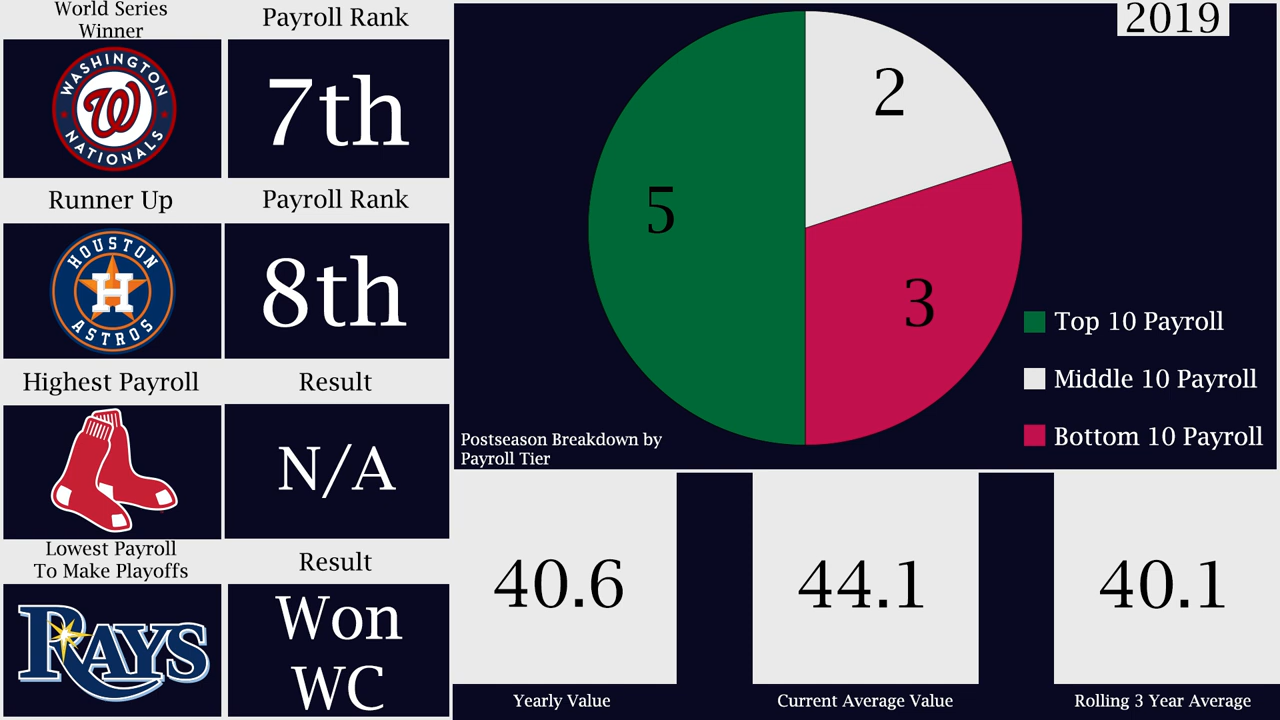 World Series
Winner
Payroll Rank
WASHINGTON
W
NATIONALS
7th
Runner Up
Payroll Rank
HOUSTON
H
ASTROS
8th
Highest Payroll
Result
N/A
Lowest Payroll
To Make Playoffs
Result
RAYS
Won
WC
2019
2
5
3
Top 10 Payroll
Middle 10 Payroll
Bottom 10 Payroll
Postseason Breakdown by
Payroll Tier
40.6
44.1
40.1
Yearly Value
Current Average Value
Rolling 3 Year Average